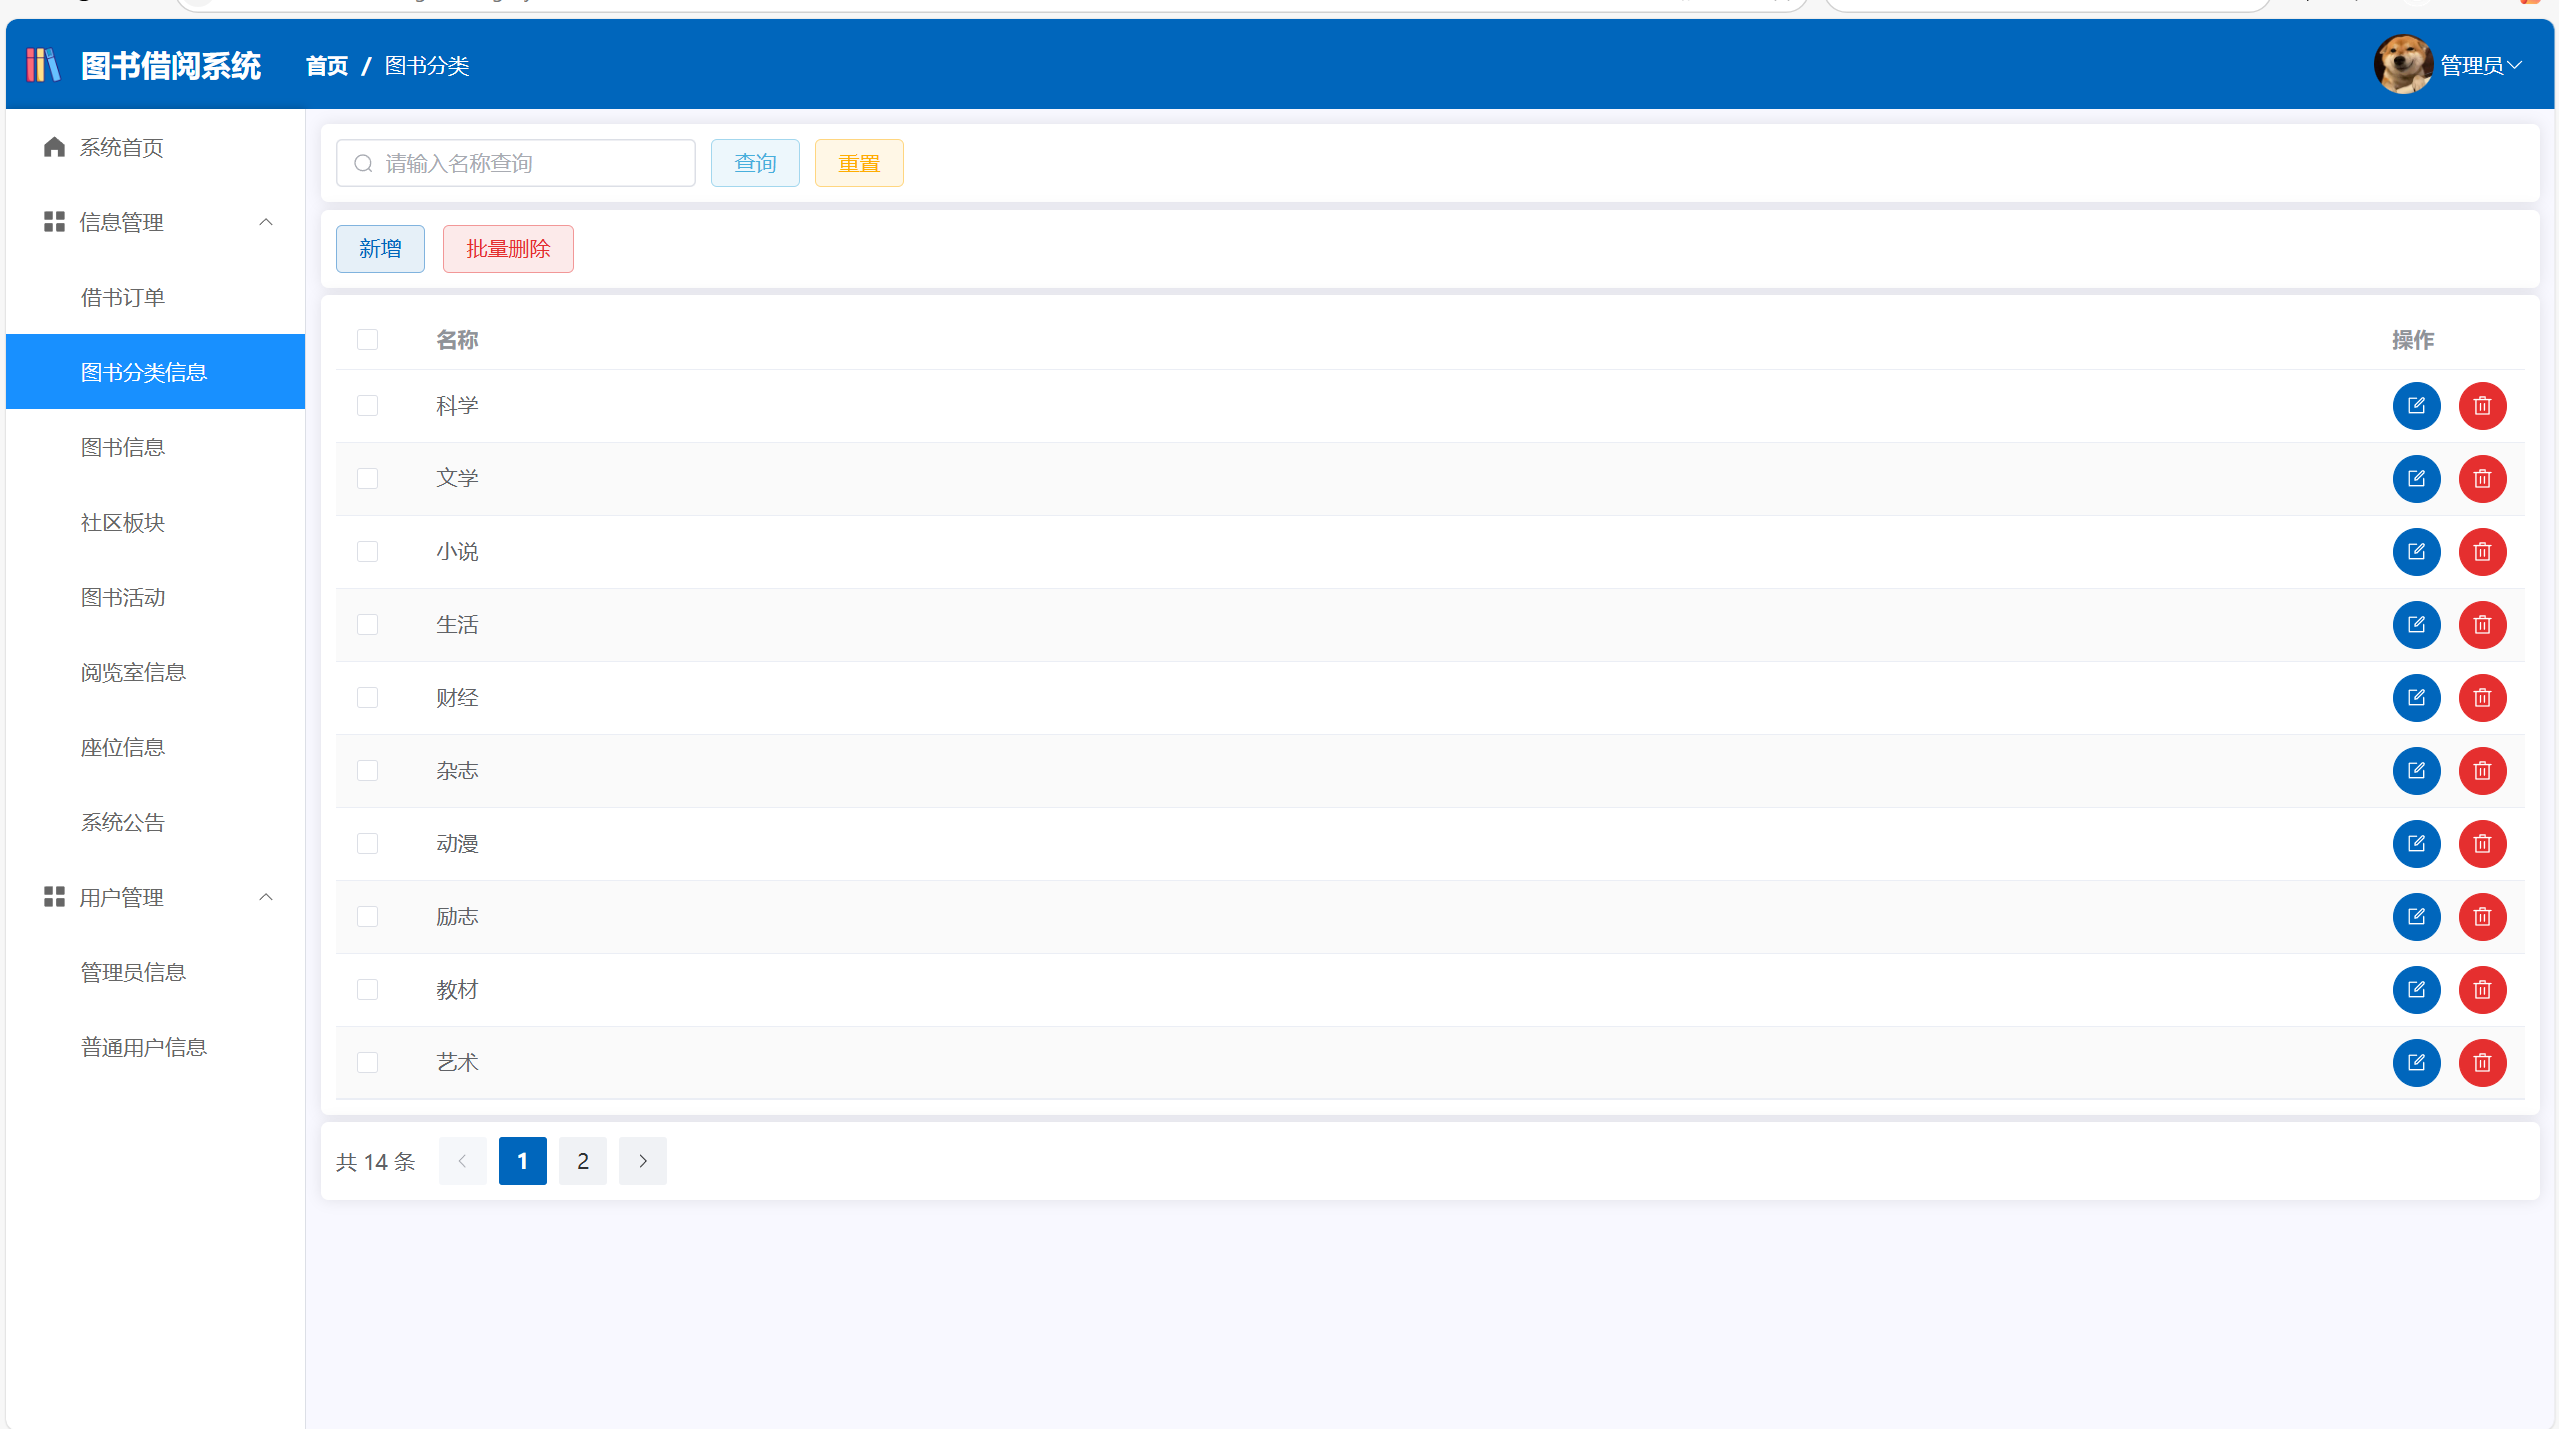 图书借阅系统
首页 / 图书分类
管理员
系统首页
信息管理
借书订单
图书分类信息
图书信息
社区板块
图书活动
阅览室信息
座位信息
系统公告
用户管理
管理员信息
普通用户信息
请输入名称查询
查询
重置
新增
批量删除
名称
操作
科学
文学
小说
生活
财经
杂志
动漫
励志
教材
艺术
共 14 条
1
2